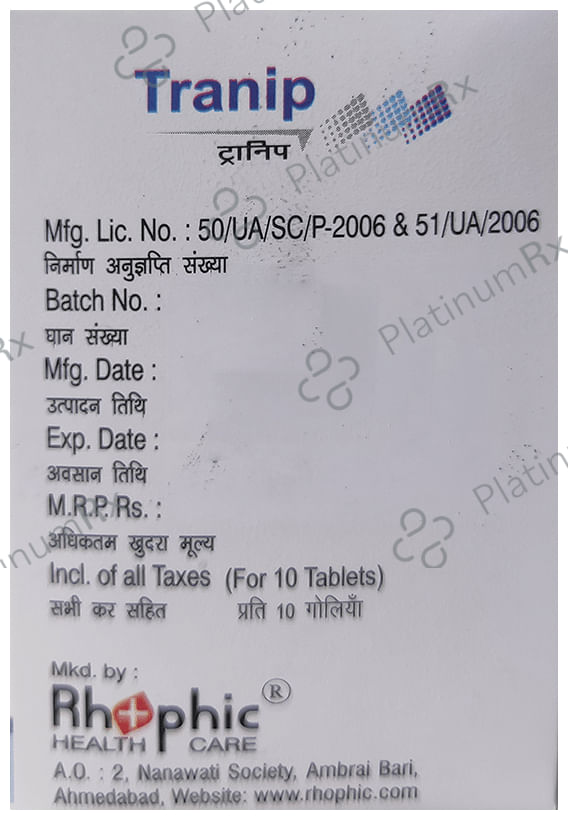 Tranip
ट्रानिप
Mfg. Lic. No. : 50/UA/SC/P-2006 & 51/UA/2006
निर्माण अनुज्ञप्ति संख्या
Batch No. :
घान संख्या
Mfg. Date :
उत्पादन तिथि
Exp. Date :
अवसान तिथि
M.R.P. Rs. :
अधिकतम खुदरा मूल्य
Incl. of all Taxes (For 10 Tablets)
सभी कर सहित प्रति 10 गोलियाँ
Mkd. by :
Rhophic ®
HEALTH CARE
A.O. : 2, Nanawati Society, Ambrai Bari,
Ahmedabad, Website: www.rhophic.com
PlatinumRx
PlatinumRx